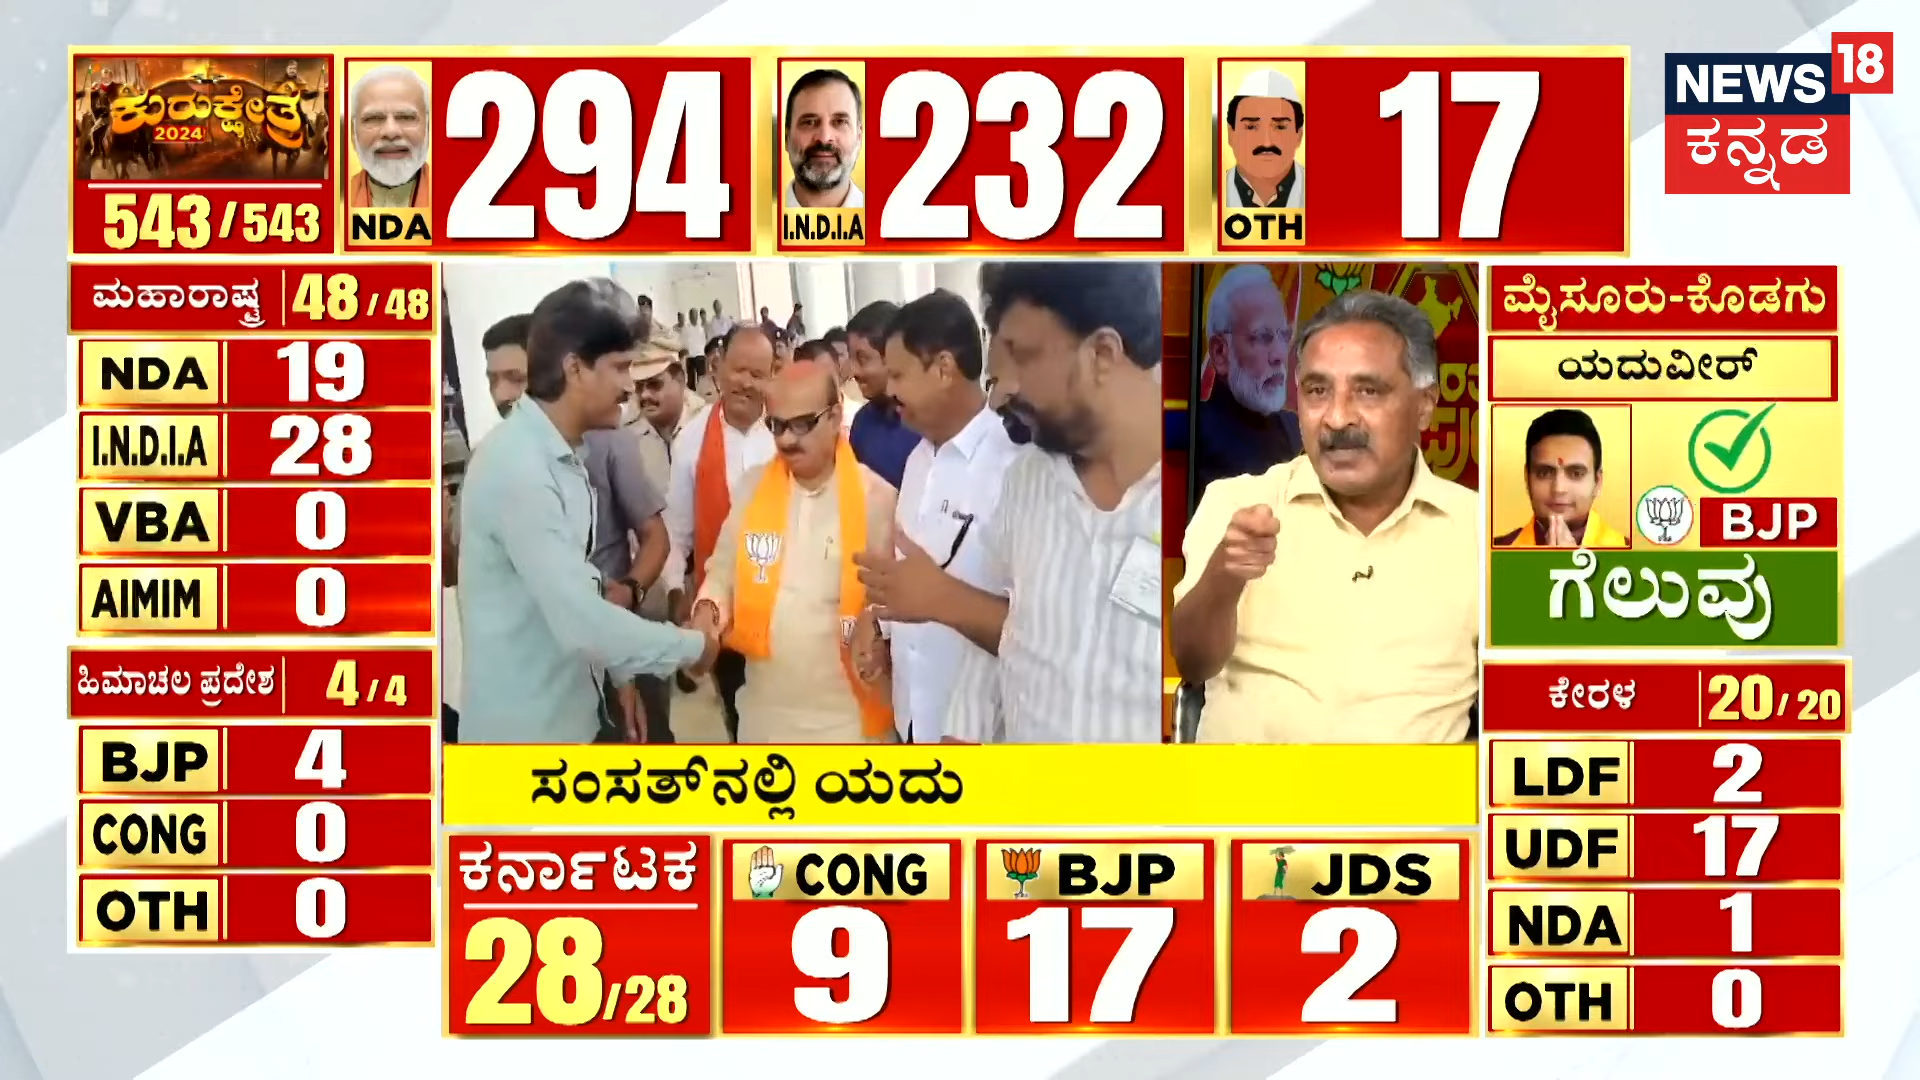 ಕುರುಕ್ಷೇತ್ರ
2024
543/543
NDA
294
I.N.D.I.A
232
OTH
17
NEWS18
ಕನ್ನಡ
ಮಹಾರಾಷ್ಟ್ರ 48/48
NDA 19
I.N.D.I.A 28
VBA 0
AIMIM 0
ಹಿಮಾಚಲ ಪ್ರದೇಶ 4/4
BJP 4
CONG 0
OTH 0
ಸಂಸತ್‌ನಲ್ಲಿ ಯದು
ಕರ್ನಾಟಕ
28/28
CONG
9
BJP
17
JDS
2
ಮೈಸೂರು-ಕೊಡಗು
ಯದುವೀರ್
BJP
ಗೆಲುವು
ಕೇರಳ 20/20
LDF 2
UDF 17
NDA 1
OTH 0